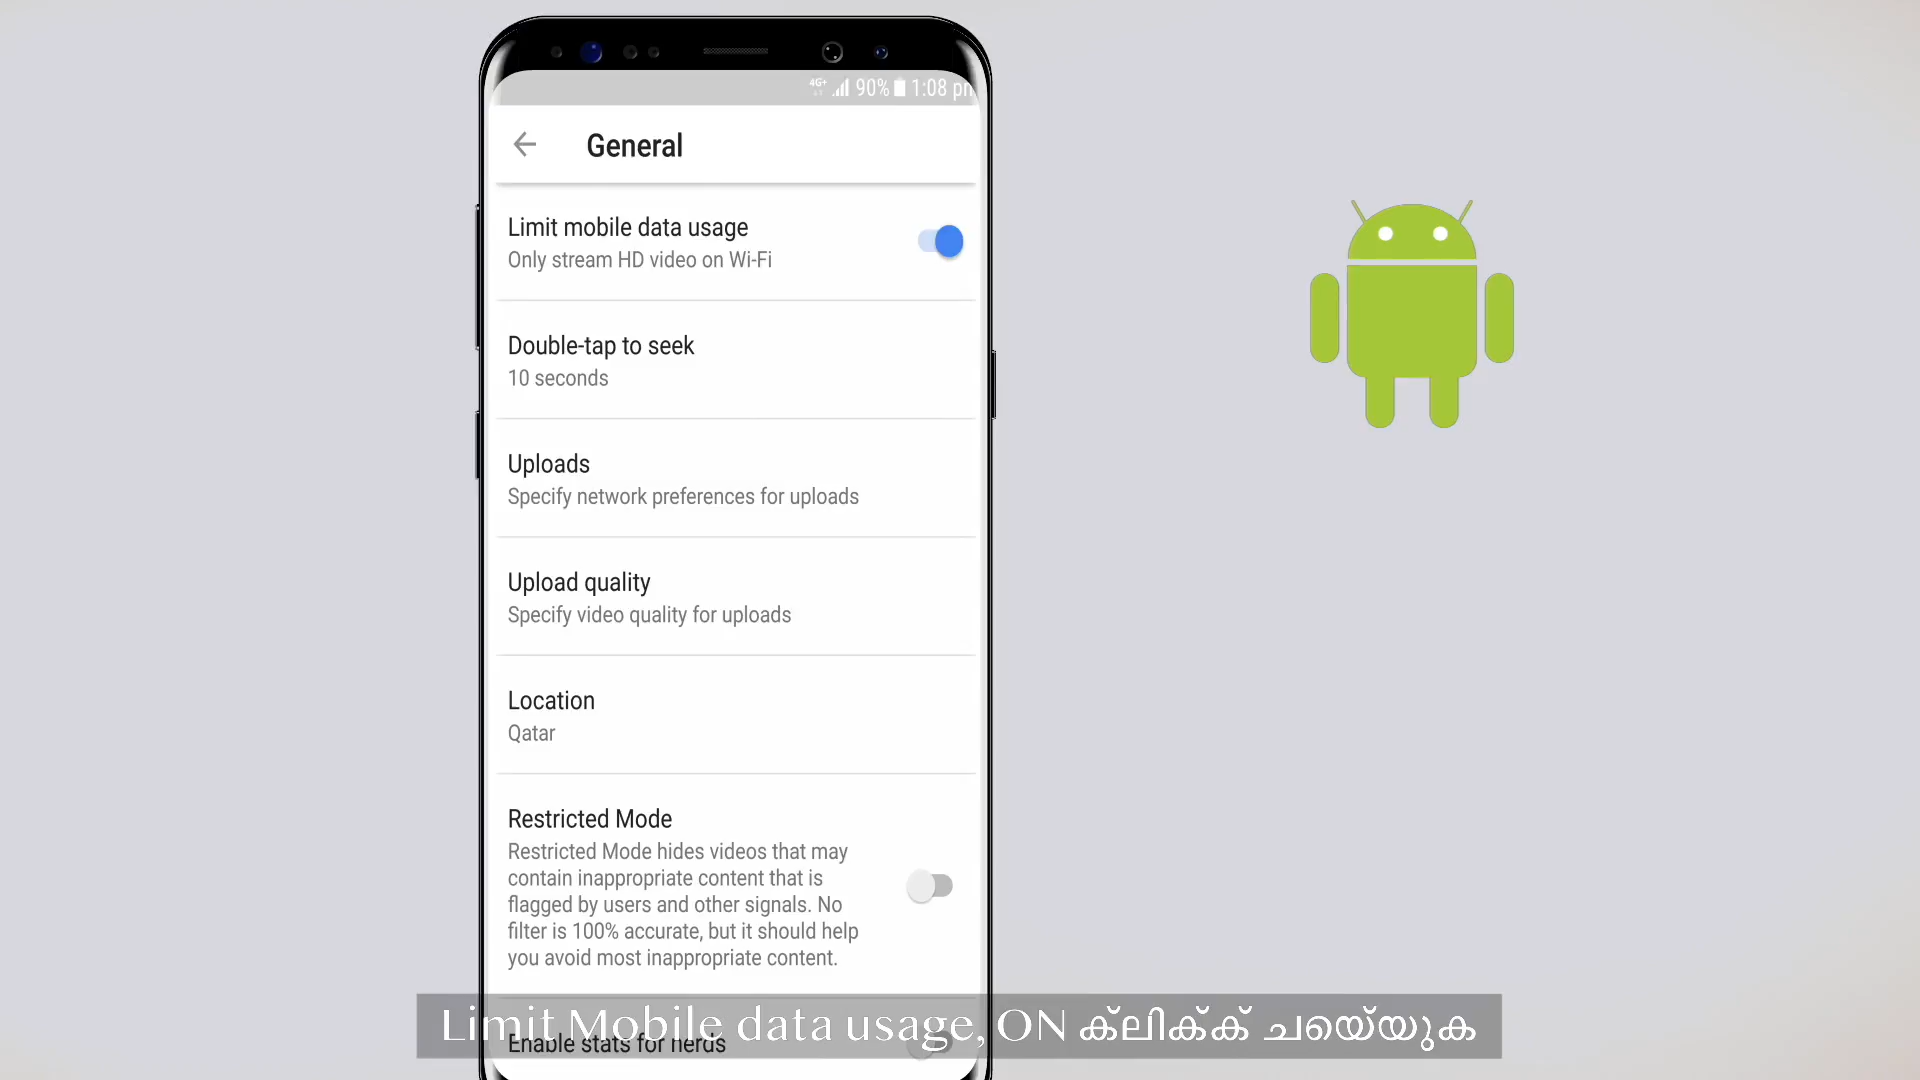 4G+ 90% 1:08 pm
General
Limit mobile data usage
Only stream HD video on Wi-Fi
Double-tap to seek
10 seconds
Uploads
Specify network preferences for uploads
Upload quality
Specify video quality for uploads
Location
Qatar
Restricted Mode
Restricted Mode hides videos that may
contain inappropriate content that is
flagged by users and other signals. No
filter is 100% accurate, but it should help
you avoid most inappropriate content.
Enable stats for nerds
Limit Mobile data usage, ON ക്ലിക്ക് ചെയ്യുക